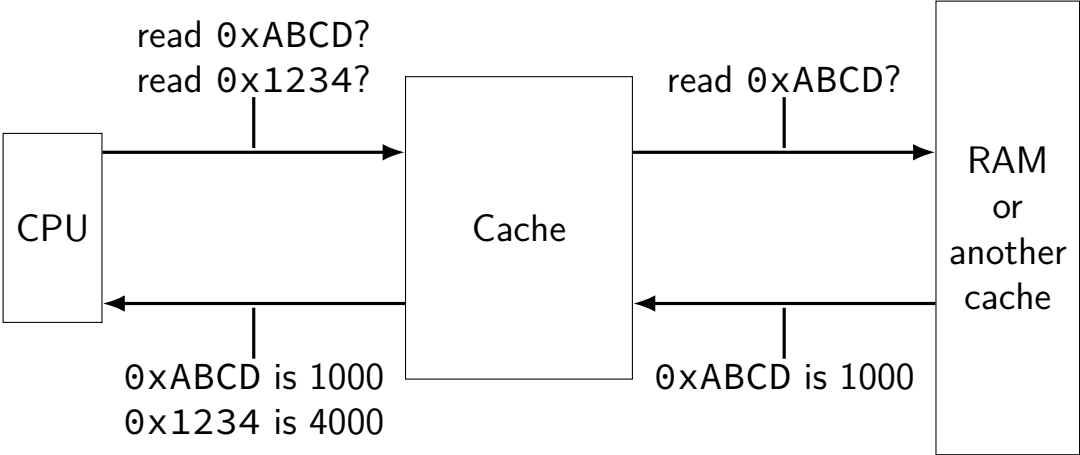 read 0xABCD?
read 0x1234?
read 0xABCD?
CPU
Cache
RAM
or
another
cache
0xABCD is 1000
0x1234 is 4000
0xABCD is 1000